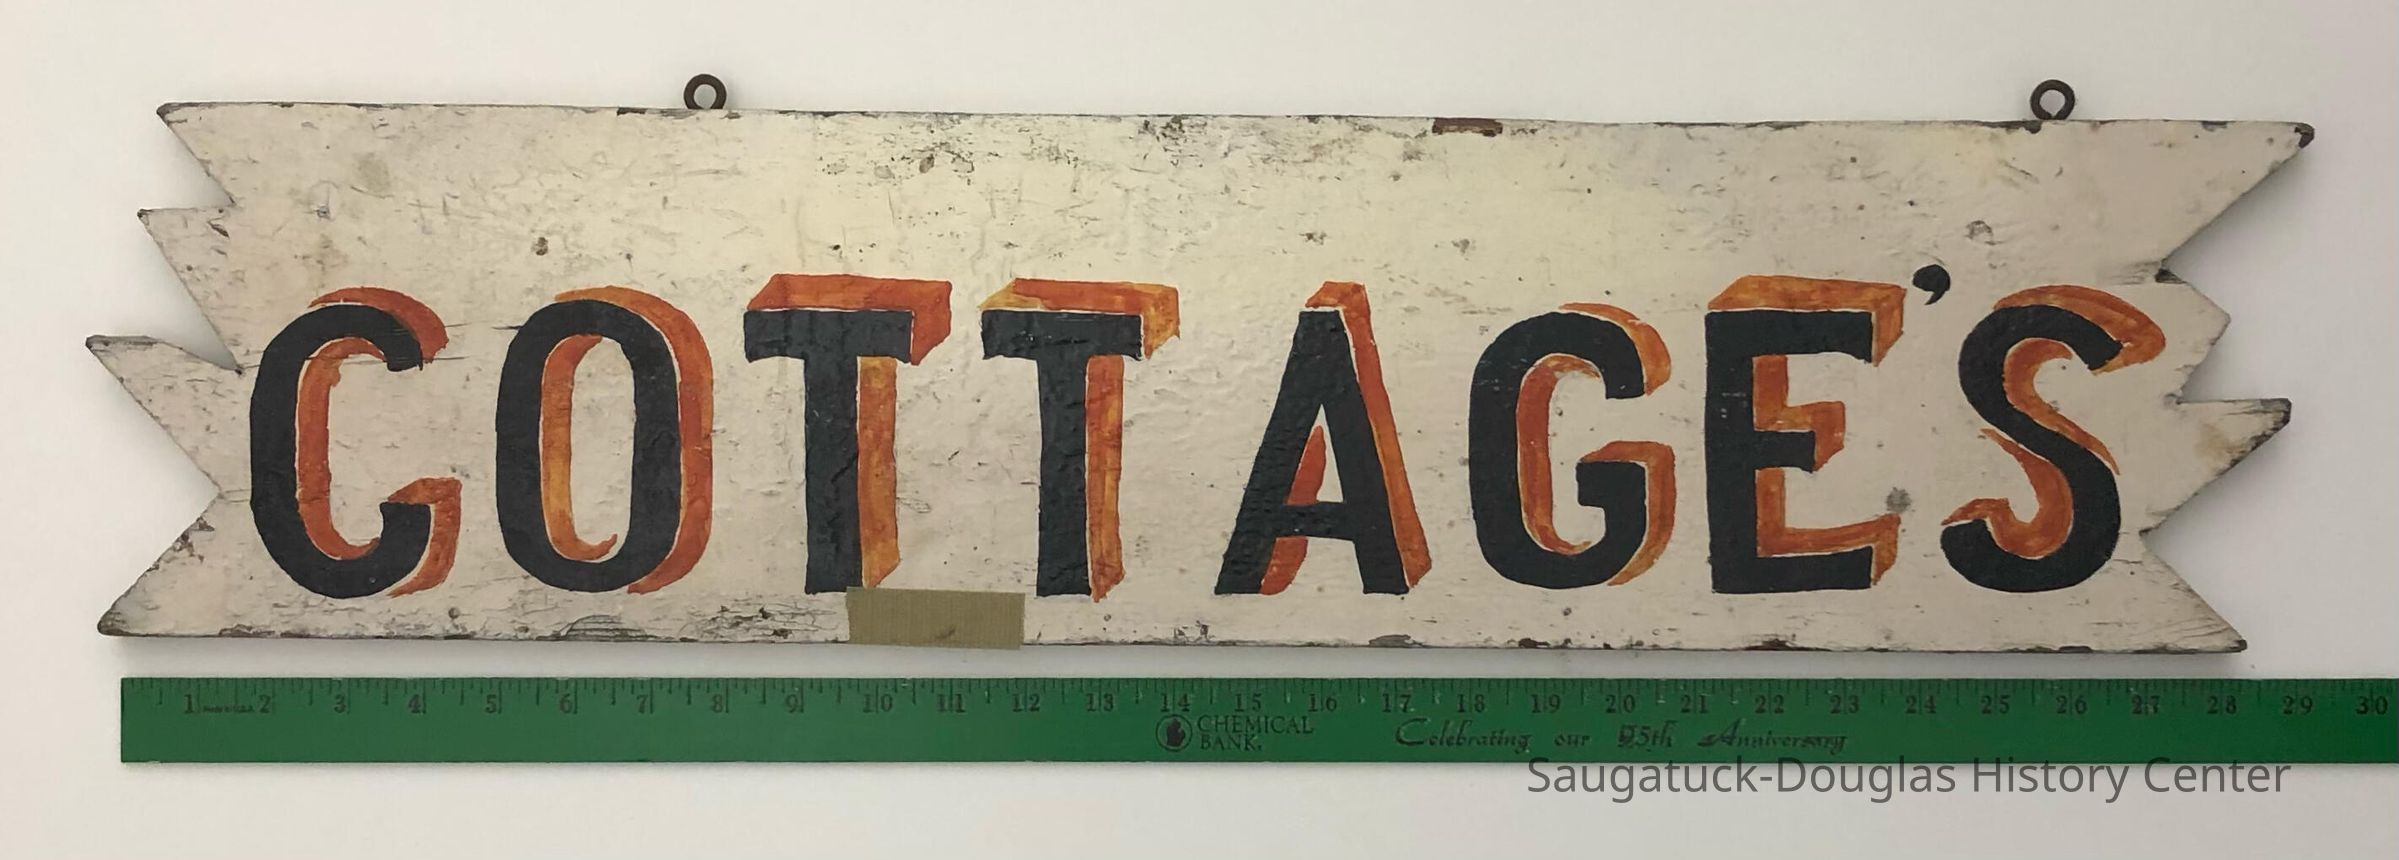 COTTAGE'S
1 2 3 4 5 6 7 8 9 10 11 12 13 14 15 16 17 18 19 20 21 22 23 24 25 26 27 28 29 30
CHEMICAL
BANK.
Celebrating our 75th Anniversary
Saugatuck-Douglas History Center